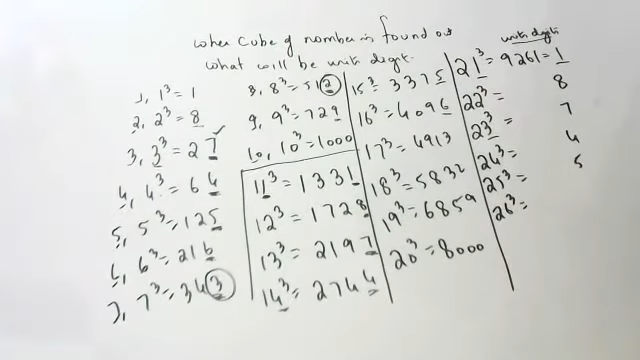 when cube of number is found out
what will be unit digit.
1, 1³ = 1
2, 2³ = 8
3, 3³ = 27
4, 4³ = 64
5, 5³ = 125
6, 6³ = 216
7, 7³ = 343
8, 8³ = 512
9, 9³ = 729
10, 10³ = 1000
11³ = 1331
12³ = 1728
13³ = 2197
14³ = 2744
15³ = 3375
16³ = 4096
17³ = 4913
18³ = 5832
19³ = 6859
20³ = 8000
units digit
21³ = 9261 = 1
22³ = 8
23³ = 7
24³ = 4
25³ = 5
26³ =